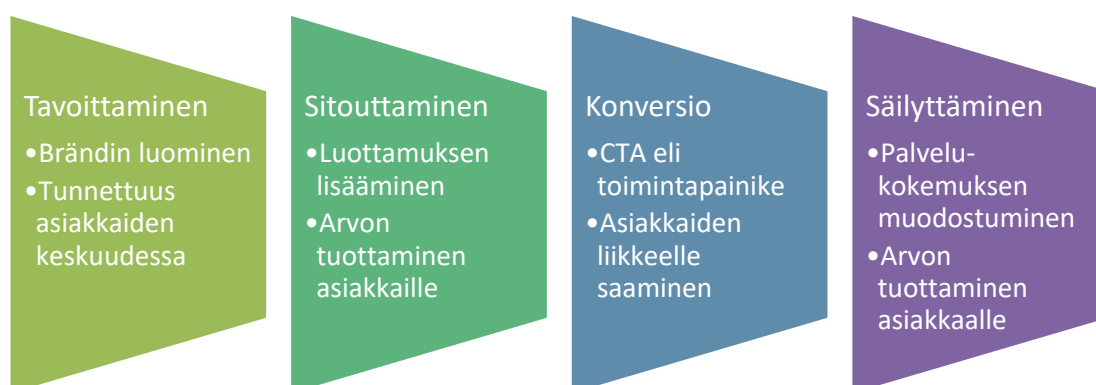 Tavoittaminen
•Brändin luominen
•Tunnettuus
asiakkaiden
keskuudessa
Sitouttaminen
•Luottamuksen
lisääminen
•Arvon
tuottaminen
asiakkaille
Konversio
•CTA eli
toimintapainike
•Asiakkaiden
liikkeelle
saaminen
Säilyttäminen
•Palvelu-
kokemuksen
muodostuminen
•Arvon
tuottaminen
asiakkaalle